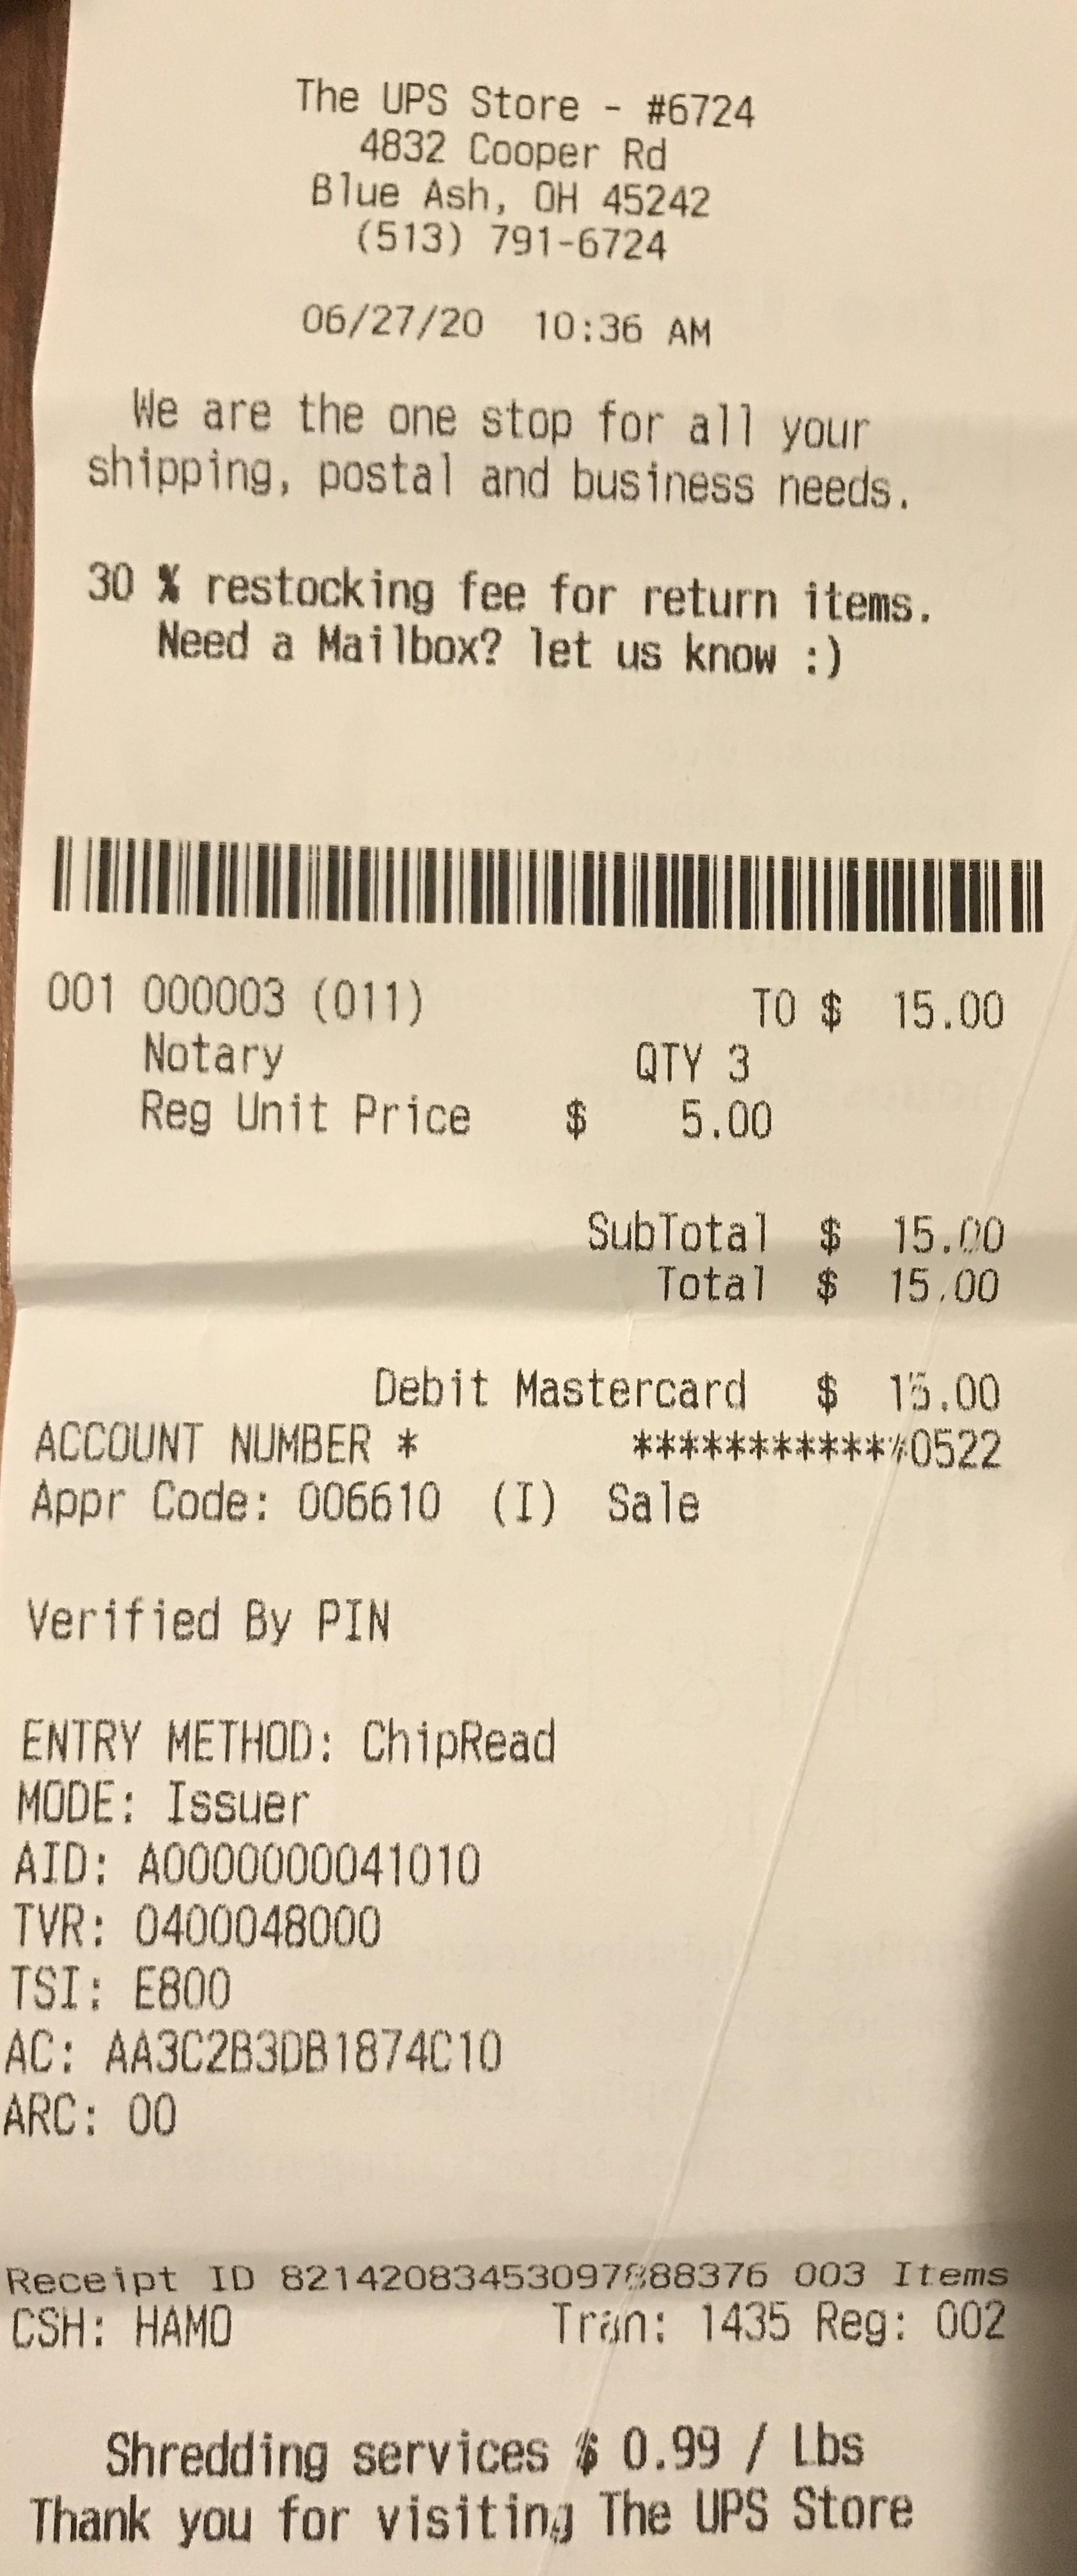 The UPS Store - #6724
4832 Cooper Rd
Blue Ash, OH 45242
(513) 791-6724
06/27/20 10:36 AM
We are the one stop for all your
shipping, postal and business needs.
30 % restocking fee for return items.
Need a Mailbox? let us know :)
001 000003 (011) TO $ 15.00
Notary QTY 3
Reg Unit Price $ 5.00
SubTotal $ 15.00
Total $ 15.00
Debit Mastercard $ 15.00
ACCOUNT NUMBER * ************0522
Appr Code: 006610 (I) Sale
Verified By PIN
ENTRY METHOD: ChipRead
MODE: Issuer
AID: A0000000041010
TVR: 0400048000
TSI: E800
AC: AA3C2B3DB1874C10
ARC: 00
Receipt ID 82142083453097888376 003 Items
CSH: HAMO Tran: 1435 Reg: 002
Shredding services $ 0.99 / Lbs
Thank you for visiting The UPS Store